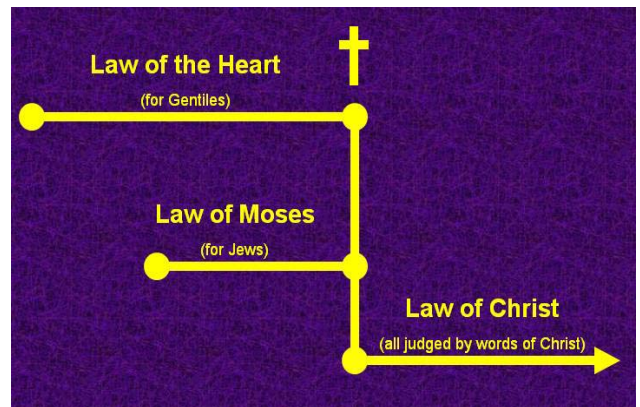 Law of the Heart
(for Gentiles)
Law of Moses
(for Jews)
Law of Christ
(all judged by words of Christ)